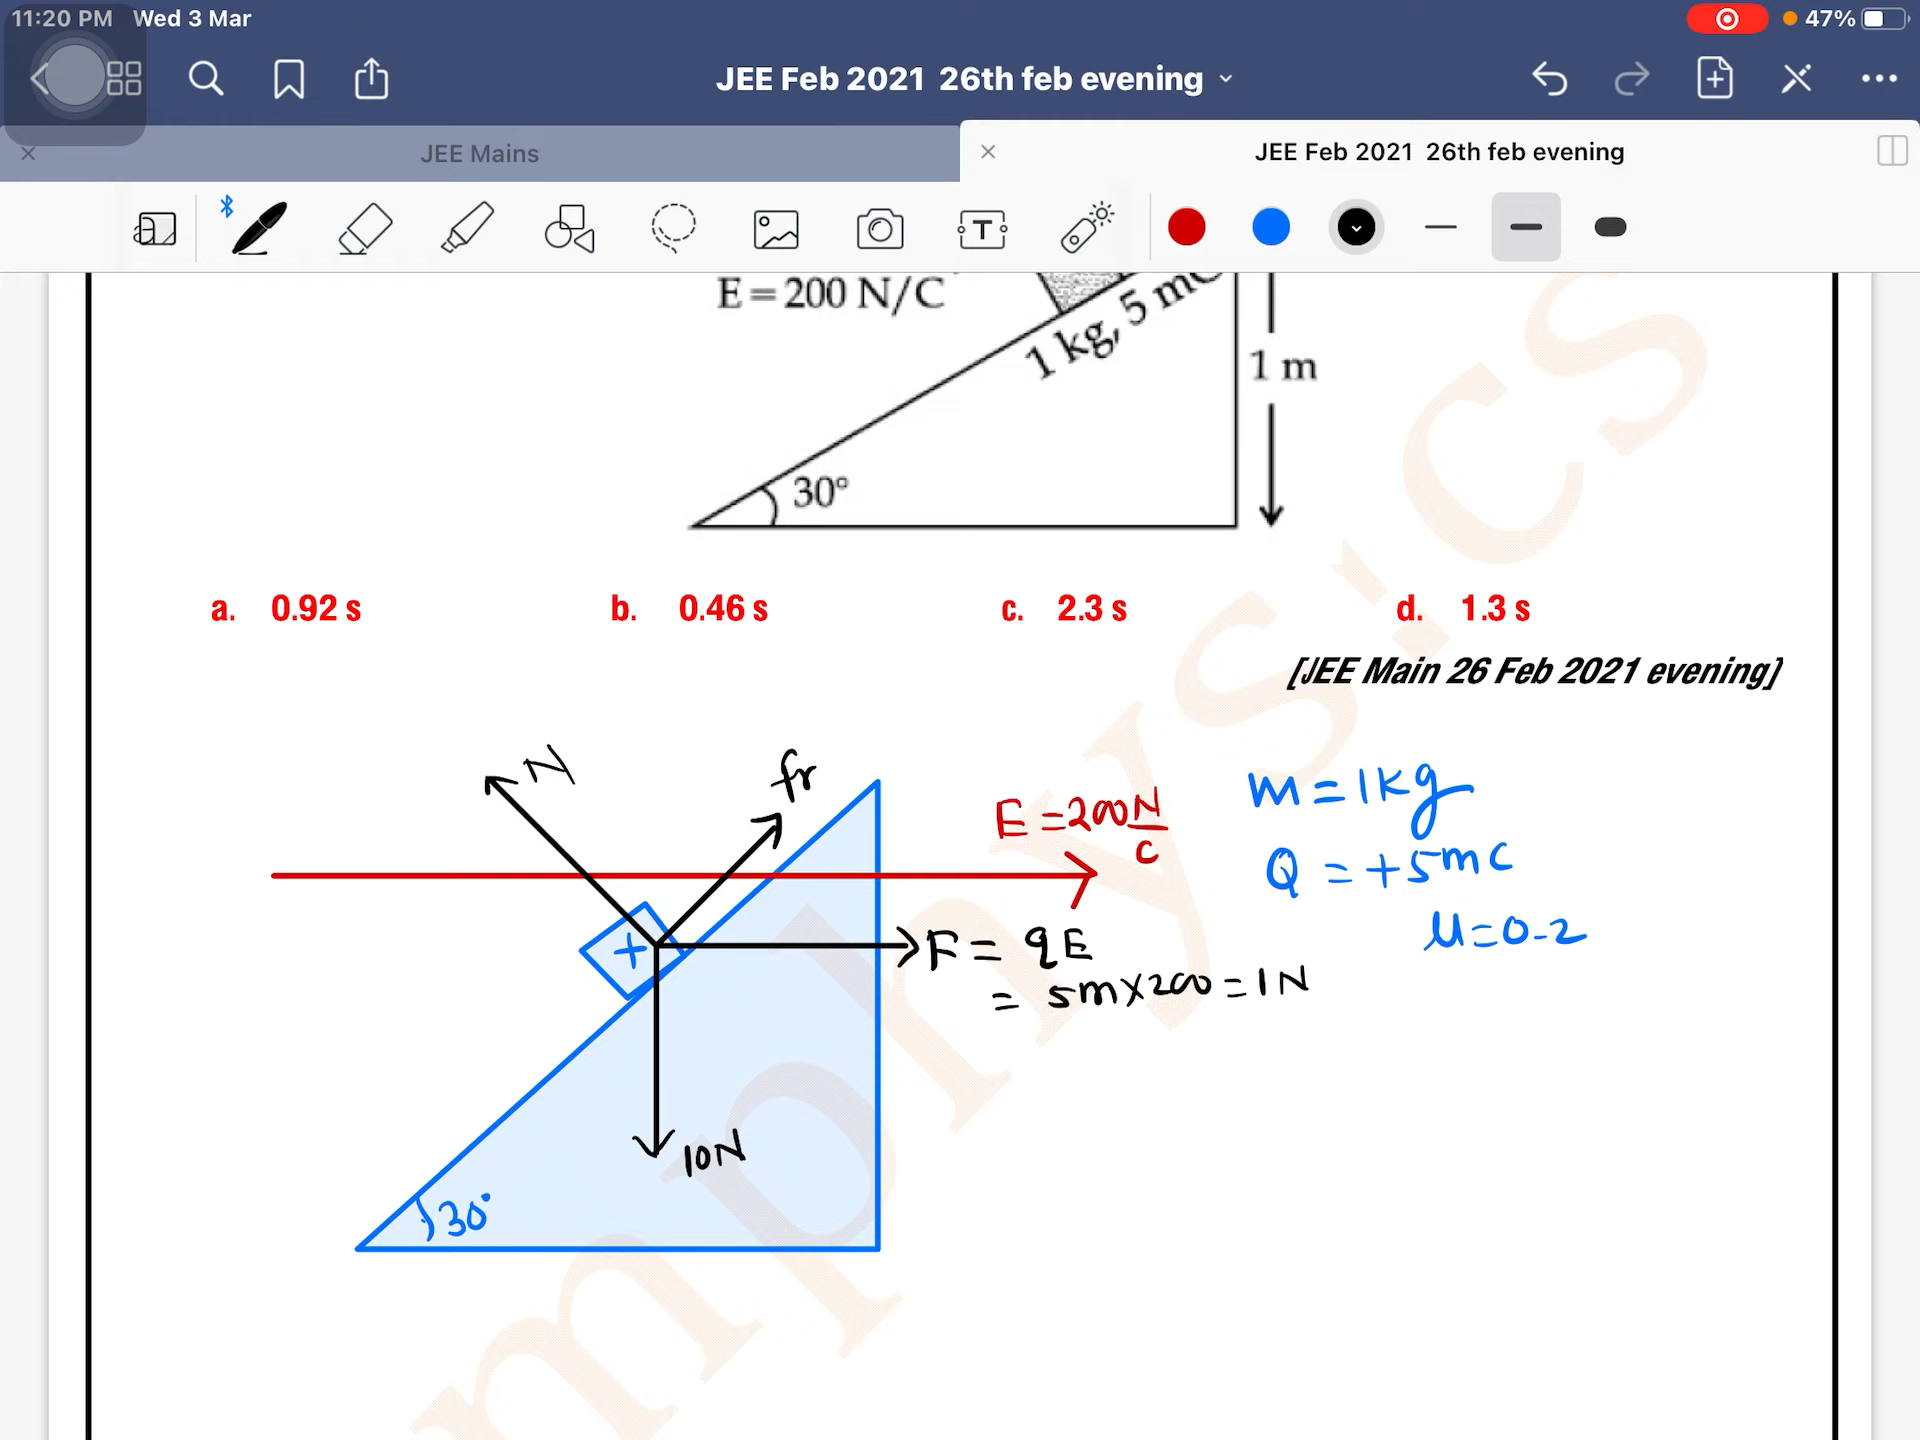 11:20 PM Wed 3 Mar
47%
JEE Feb 2021 26th feb evening
JEE Mains
JEE Feb 2021 26th feb evening
E = 200 N/C
1 kg, 5 mC
1 m
30°
a. 0.92 s b. 0.46 s c. 2.3 s d. 1.3 s
[JEE Main 26 Feb 2021 evening]
N
fr
E = 200 N/C
m = 1kg
Q = +5mC
μ=0-2
+
F = qE
= 5m×200 = 1N
10N
30°